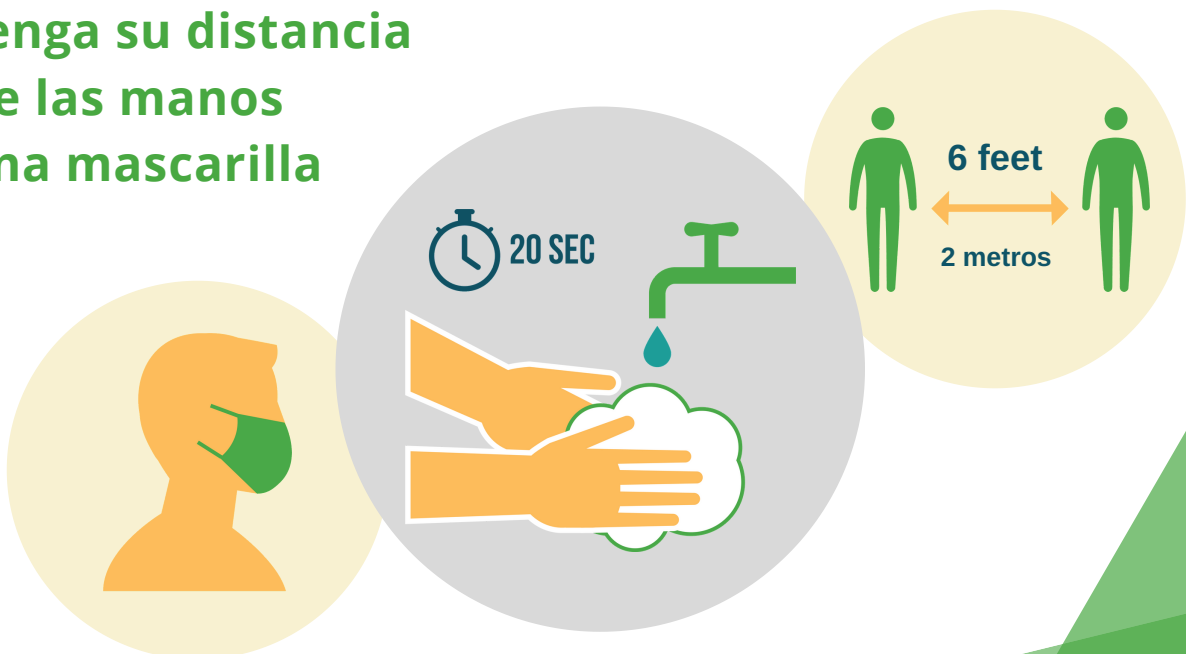 enga su distancia
e las manos
na mascarilla
20 SEC
6 feet
2 metros